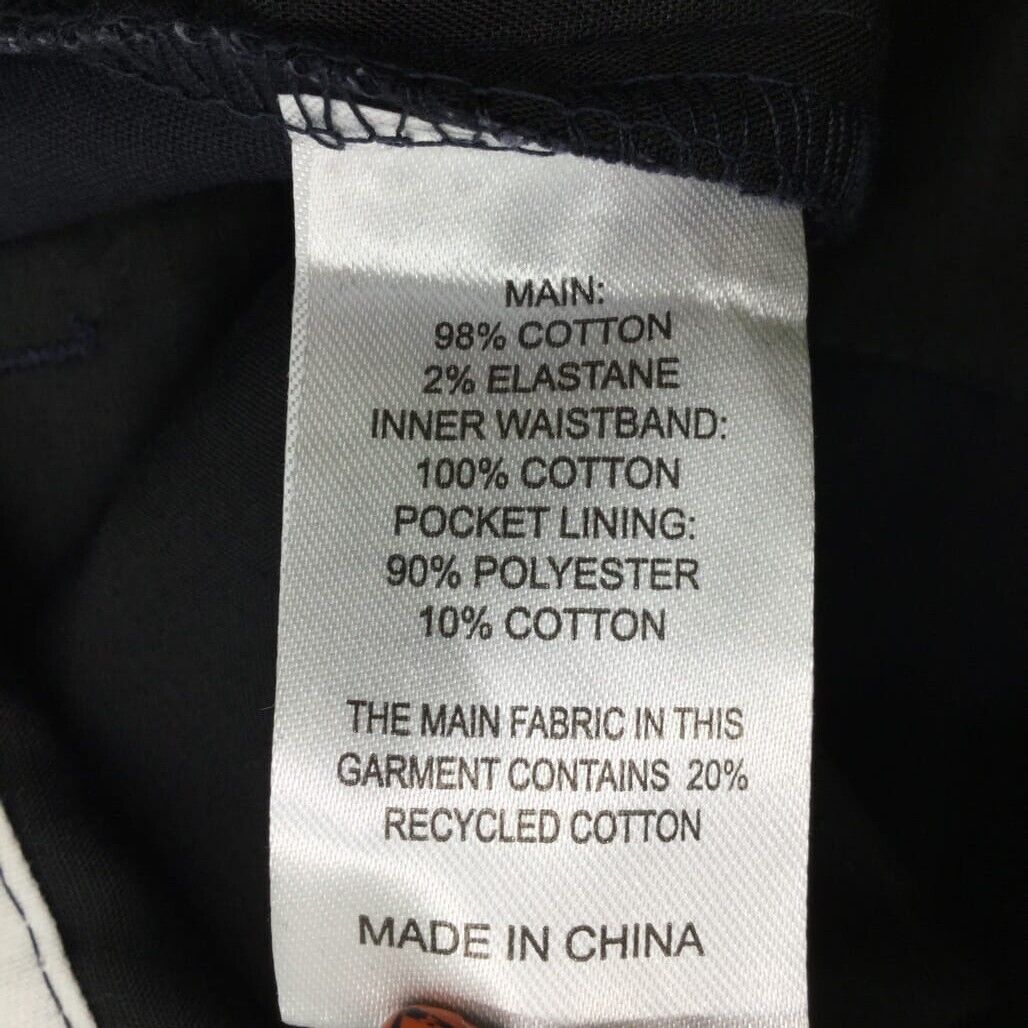 MAIN:
98% COTTON
2% ELASTANE
INNER WAISTBAND:
100% COTTON
POCKET LINING:
90% POLYESTER
10% COTTON
THE MAIN FABRIC IN THIS
GARMENT CONTAINS 20%
RECYCLED COTTON
MADE IN CHINA